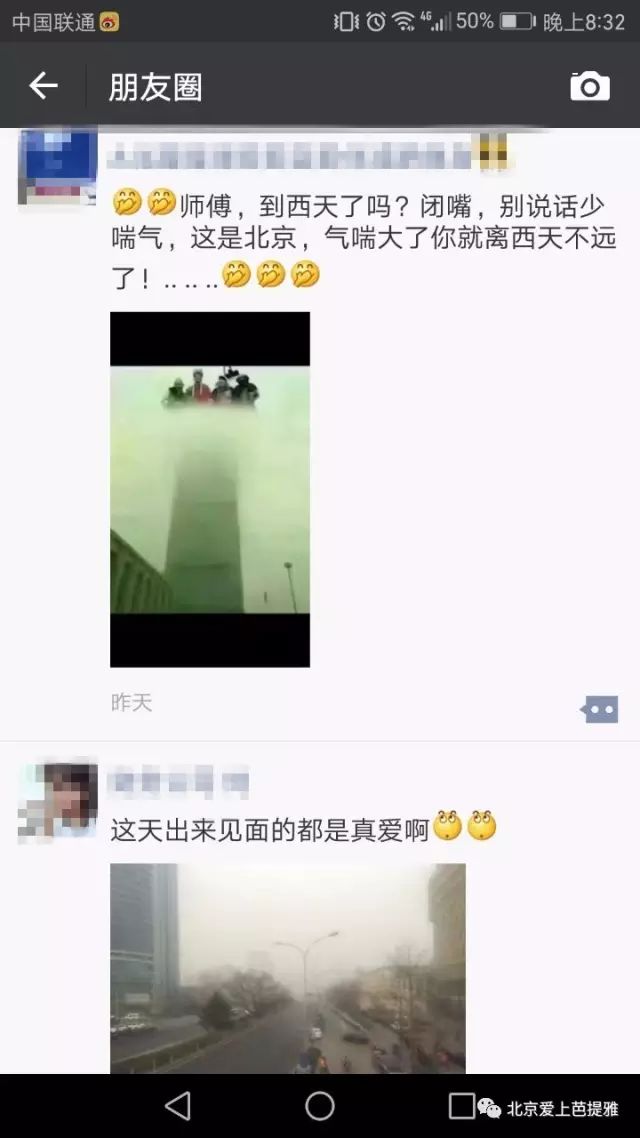 中国联通
4G 50% 晚上8:32
朋友圈
师傅，到西天了吗？闭嘴，别说话少
喘气，这是北京，气喘大了你就离西天不远
了！.. .. ..
昨天
这天出来见面的都是真爱啊
北京爱上芭提雅